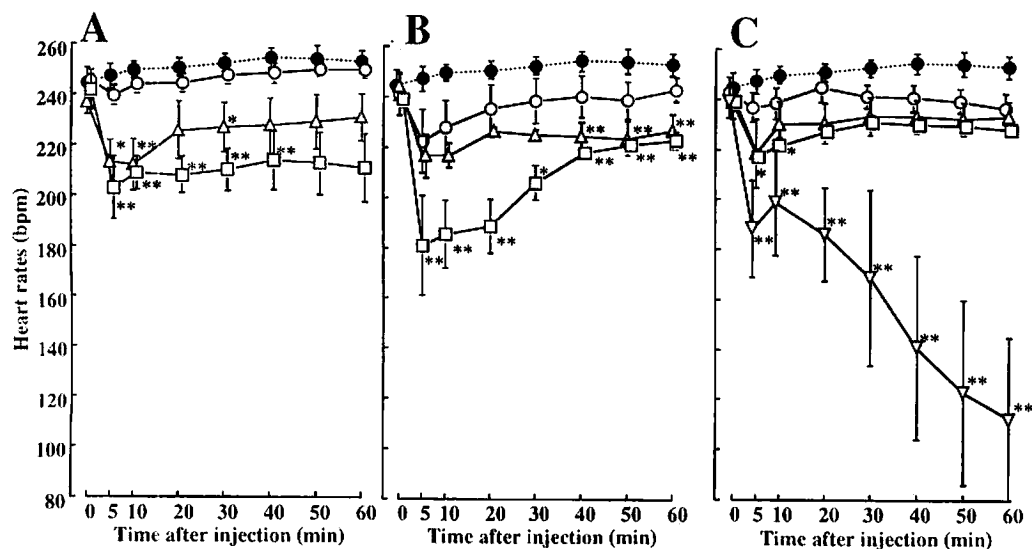 A
B
C
Heart rates (bpm)
260
240
220
200
180
160
140
120
100
80
* ** ** ** ** * ** **
** ** ** * ** ** ** **
* * ** ** ** ** ** ** **
0 5 10 20 30 40 50 60
0 5 10 20 30 40 50 60
0 5 10 20 30 40 50 60
Time after injection (min)
Time after injection (min)
Time after injection (min)